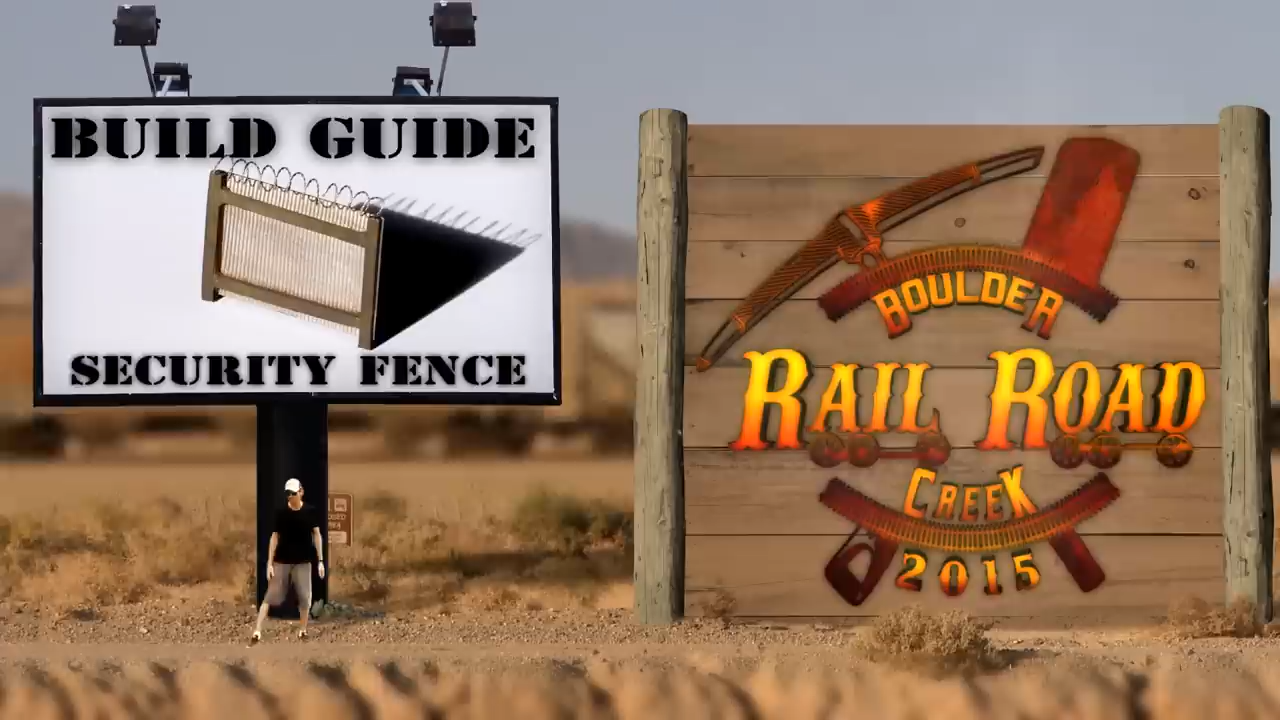 BUILD GUIDE
SECURITY FENCE
BOULDER
RAIL ROAD
CREEK
2015